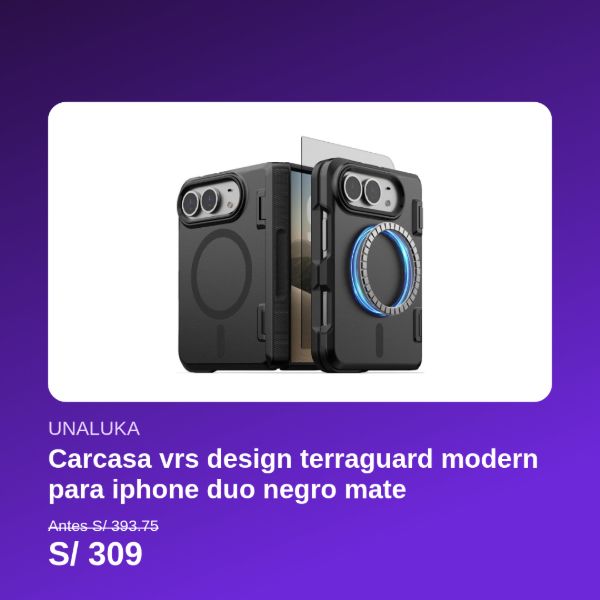 UNALUKA
Carcasa vrs design terraguard modern
para iphone duo negro mate
Antes S/ 393.75
S/ 309